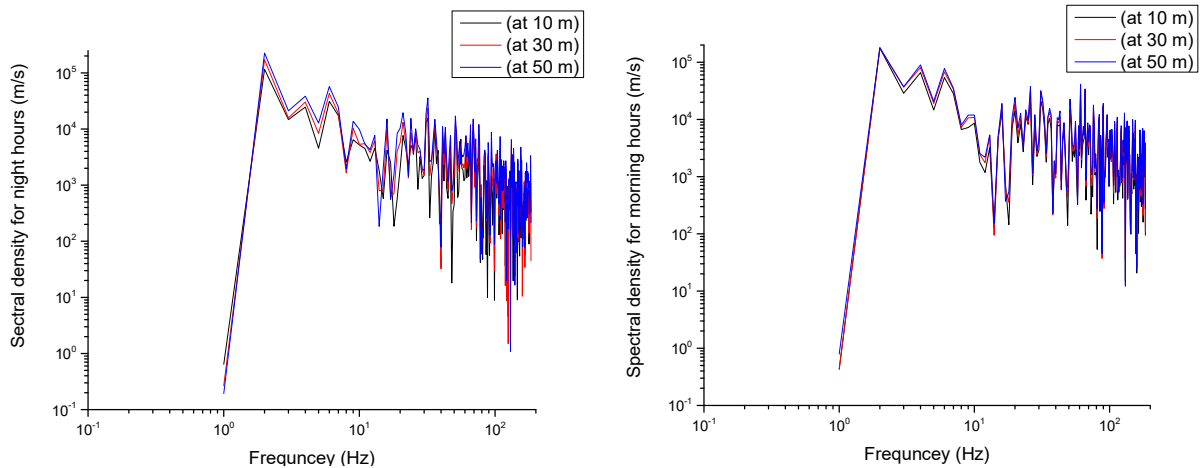 (at 10 m)
(at 30 m)
(at 50 m)
Sectral density for night hours (m/s)
10^5
10^4
10^3
10^2
10^1
10^0
10^-1
10^-1
10^0
10^1
10^2
Frequncey (Hz)
(at 10 m)
(at 30 m)
(at 50 m)
Spectral density for morning hours (m/s)
10^5
10^4
10^3
10^2
10^1
10^0
10^-1
10^-1
10^0
10^1
10^2
Frequncey (Hz)